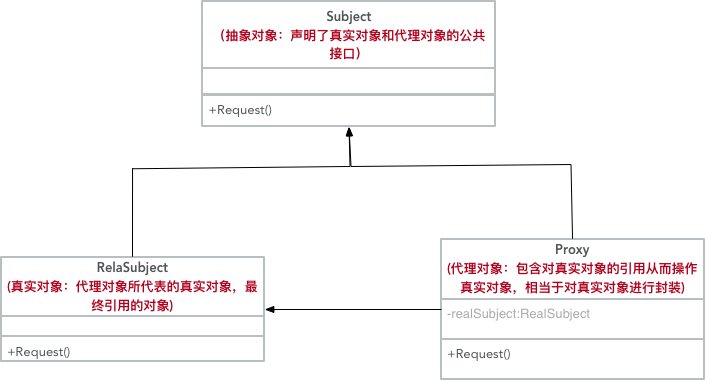 Subject
（抽象对象：声明了真实对象和代理对象的公共
接口）
+Request()
RelaSubject
(真实对象：代理对象所代表的真实对象，最
终引用的对象)
+Request()
Proxy
(代理对象：包含对真实对象的引用从而操作
真实对象，相当于对真实对象进行封装)
-realSubject:RealSubject
+Request()